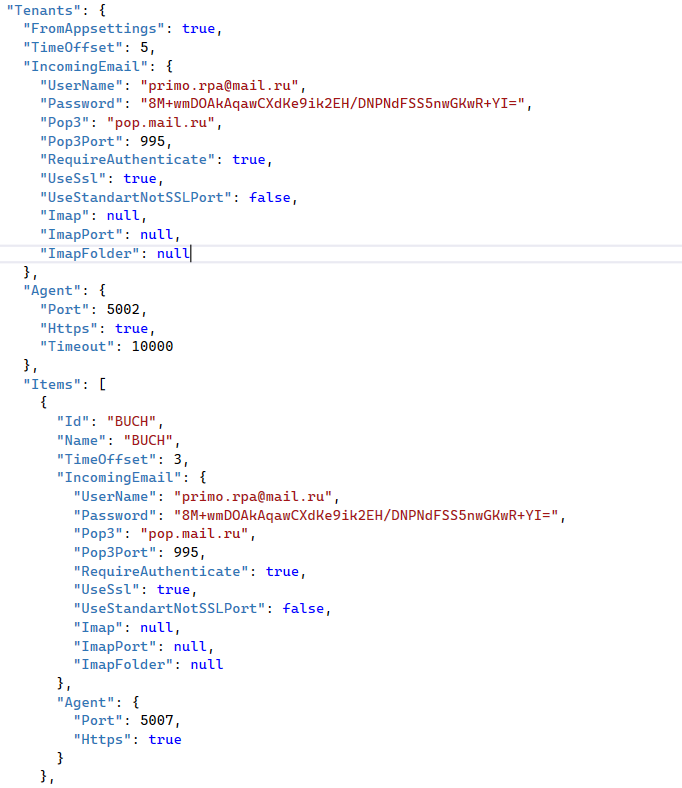 "Tenants": {
"FromAppsettings": true,
"TimeOffset": 5,
"IncomingEmail": {
"UserName": "primo.rpa@mail.ru",
"Password": "8M+wmDOAkAqawCXdKe9ik2EH/DNPNdFSS5nwGKwR+YI=",
"Pop3": "pop.mail.ru",
"Pop3Port": 995,
"RequireAuthenticate": true,
"UseSsl": true,
"UseStandartNotSSLPort": false,
"Imap": null,
"ImapPort": null,
"ImapFolder": null
},
"Agent": {
"Port": 5002,
"Https": true,
"Timeout": 10000
},
"Items": [
{
"Id": "BUCH",
"Name": "BUCH",
"TimeOffset": 3,
"IncomingEmail": {
"UserName": "primo.rpa@mail.ru",
"Password": "8M+wmDOAkAqawCXdKe9ik2EH/DNPNdFSS5nwGKwR+YI=",
"Pop3": "pop.mail.ru",
"Pop3Port": 995,
"RequireAuthenticate": true,
"UseSsl": true,
"UseStandartNotSSLPort": false,
"Imap": null,
"ImapPort": null,
"ImapFolder": null
},
"Agent": {
"Port": 5007,
"Https": true
}
},